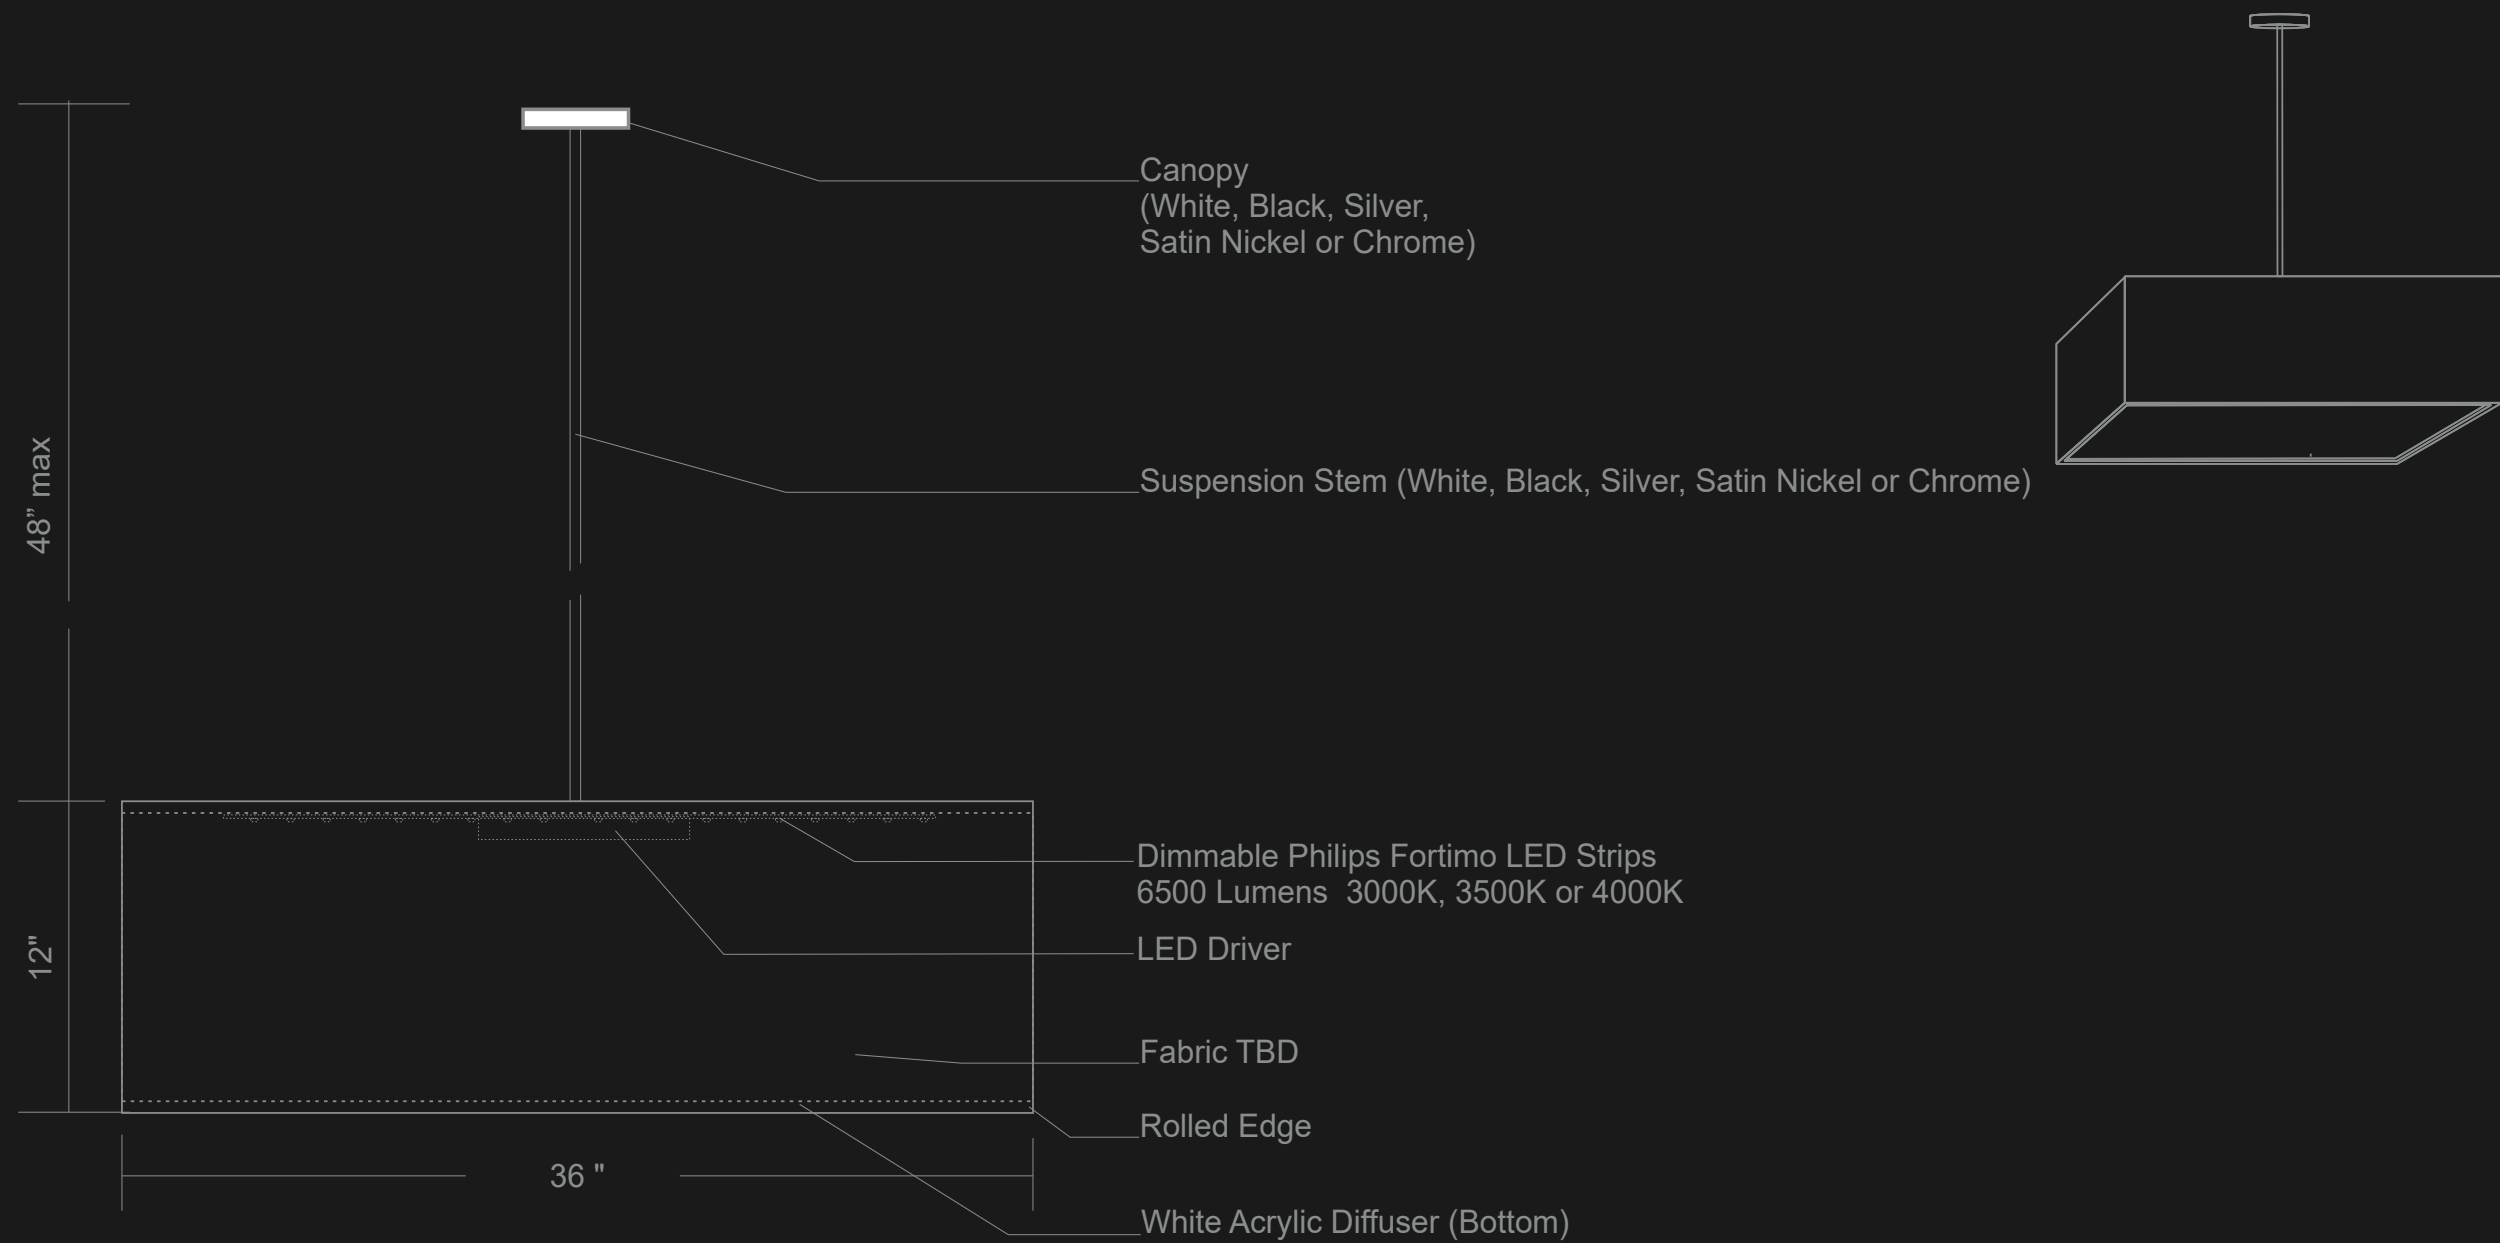 Canopy
(White, Black, Silver,
Satin Nickel or Chrome)
48” max
Suspension Stem (White, Black, Silver, Satin Nickel or Chrome)
Dimmable Philips Fortimo LED Strips
6500 Lumens  3000K, 3500K or 4000K
LED Driver
12"
Fabric TBD
Rolled Edge
36 "
White Acrylic Diffuser (Bottom)